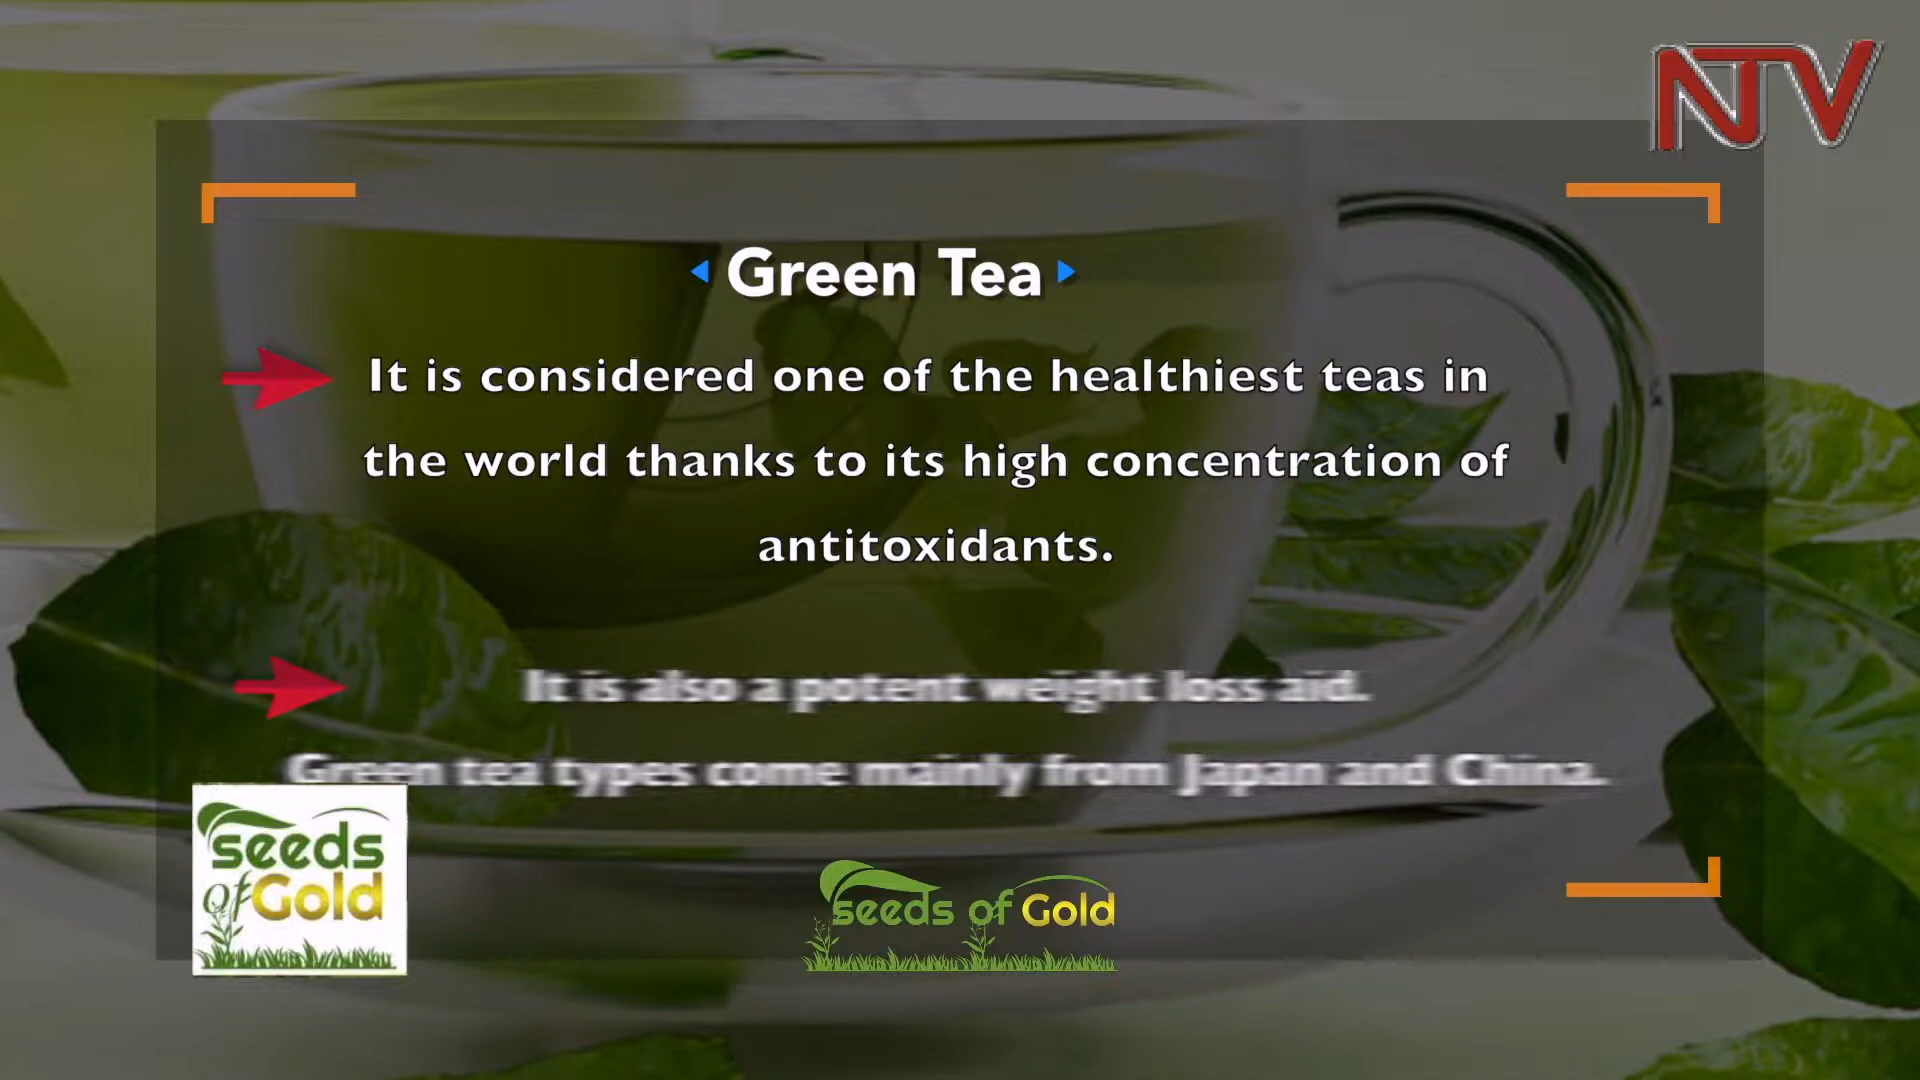 NTV
Green Tea
It is considered one of the healthiest teas in
the world thanks to its high concentration of
antitoxidants.
It is also a potent weight loss aid.
Green tea types come mainly from Japan and China.
seeds
of Gold
seeds of Gold